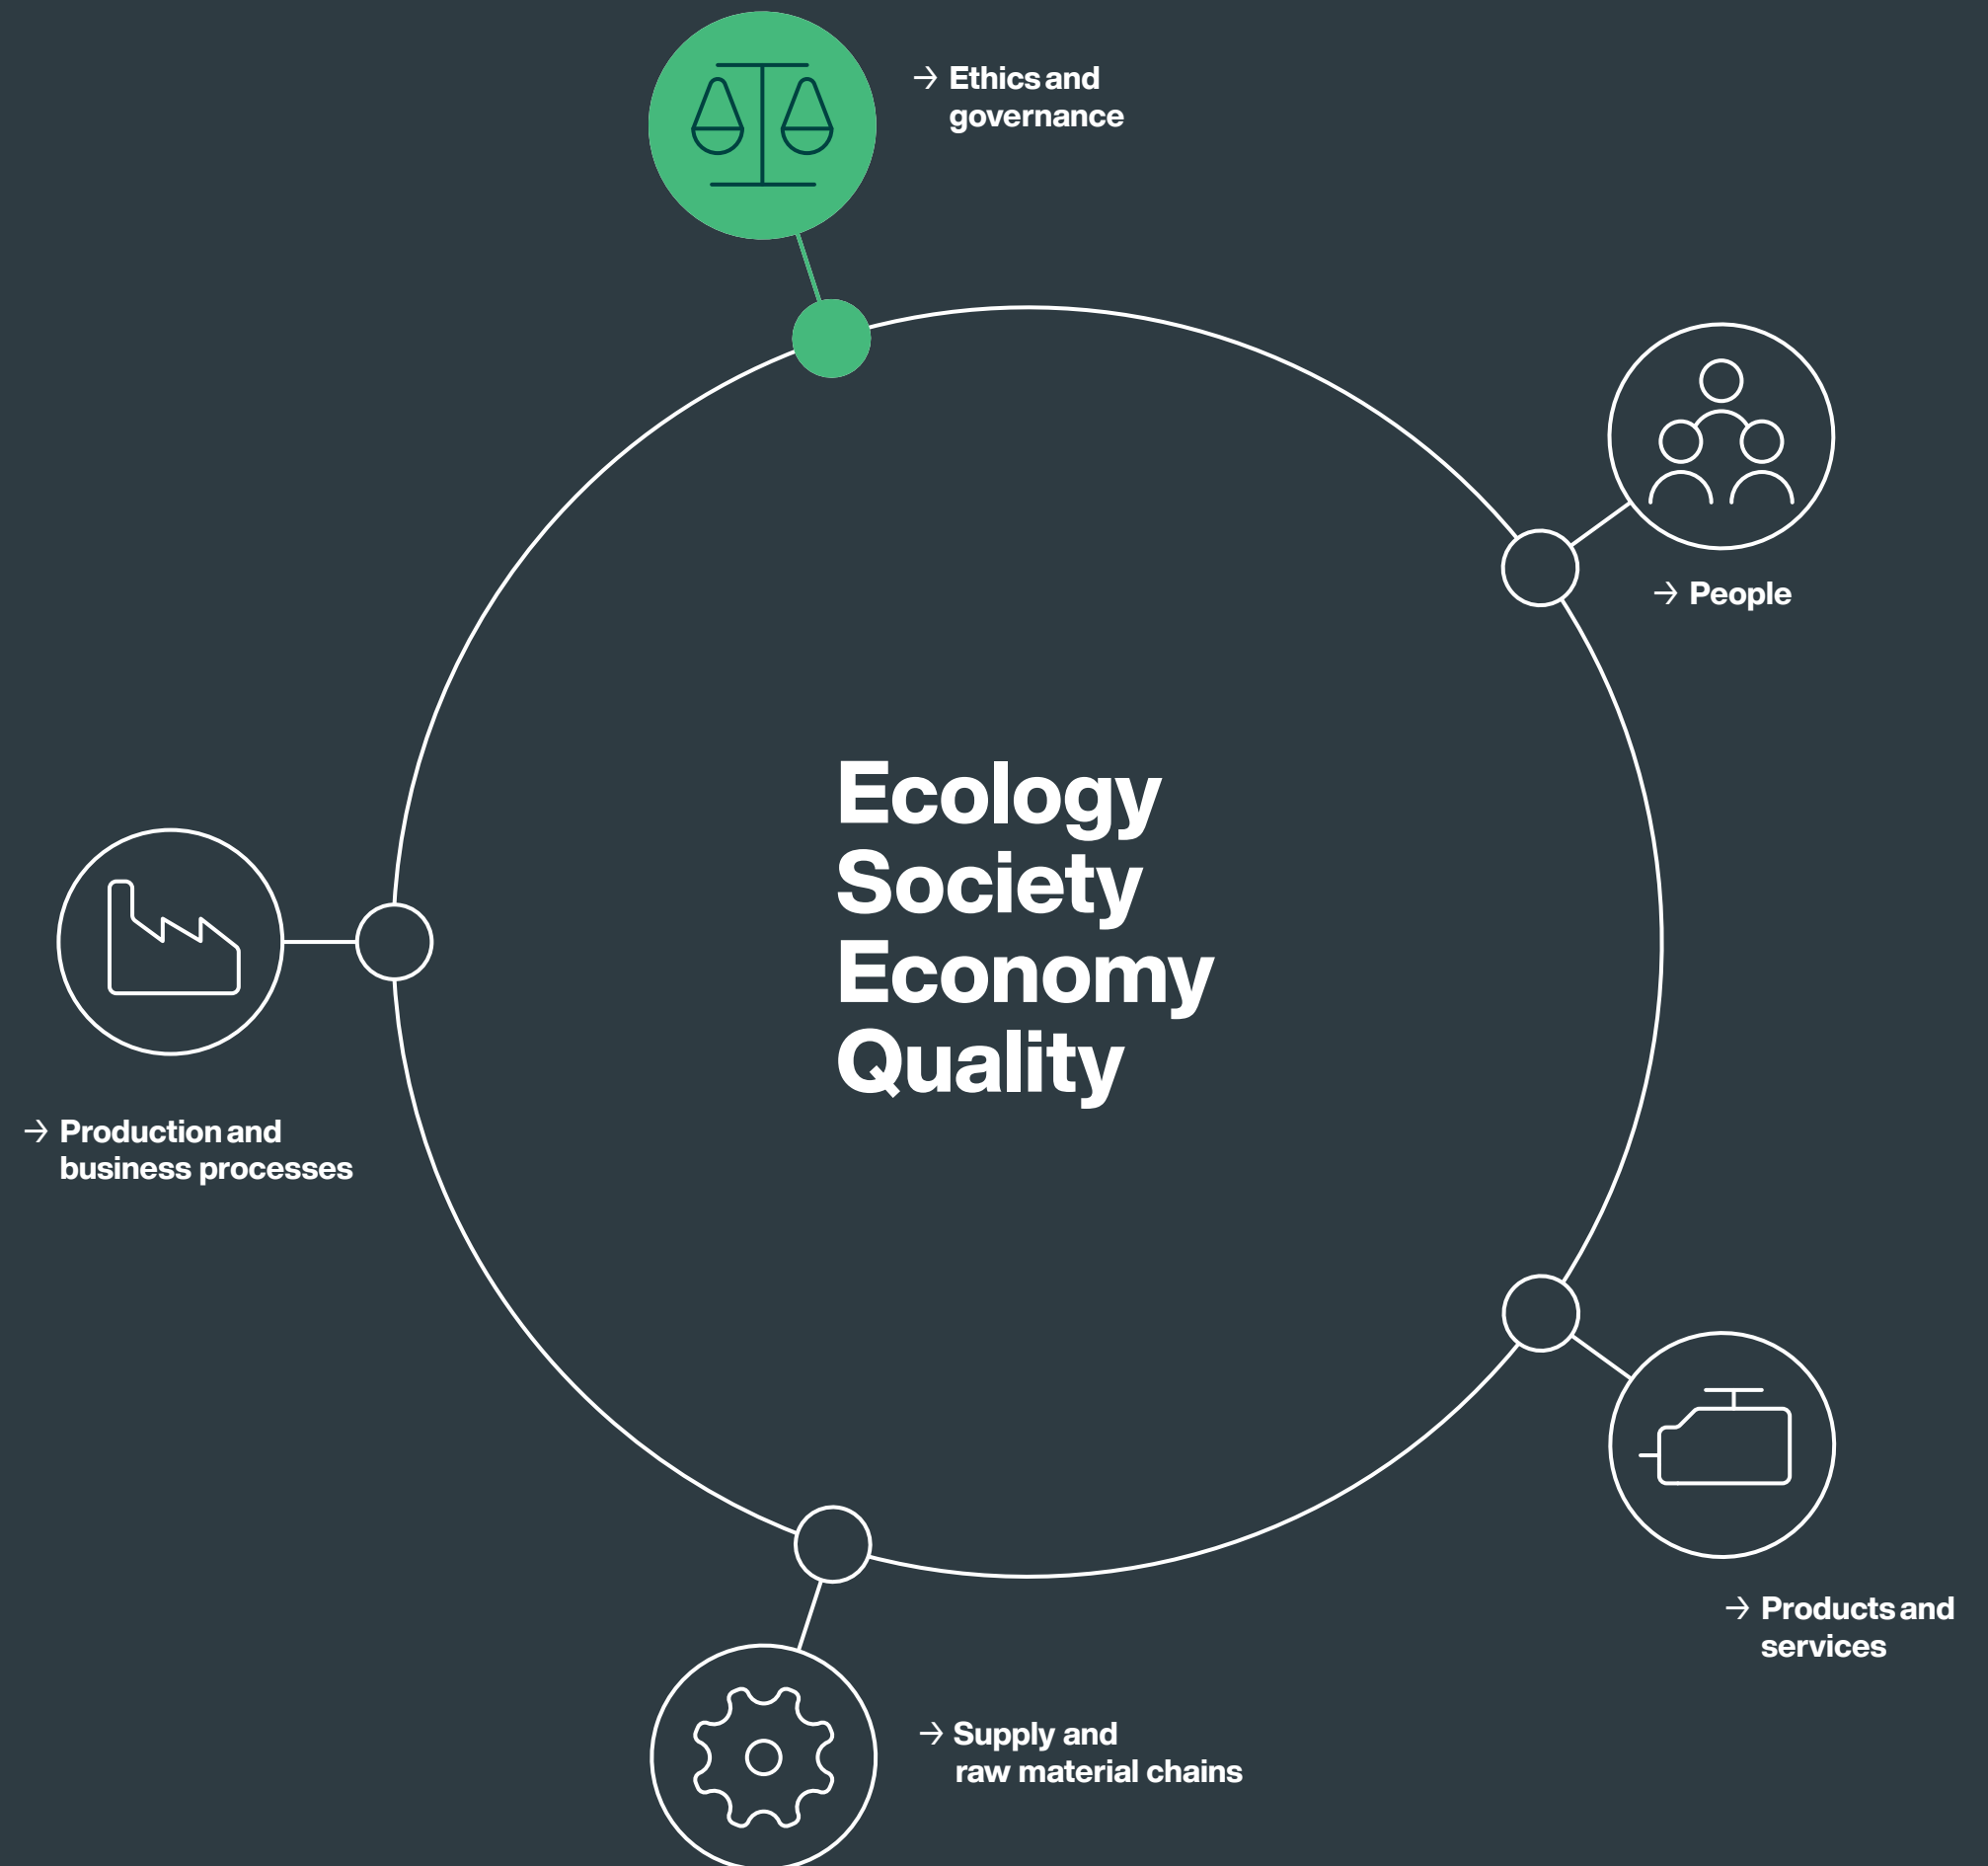 → Ethics and
governance
→ People
Ecology
Society
Economy
Quality
→ Production and
business processes
→ Products and
services
→ Supply and
raw material chains